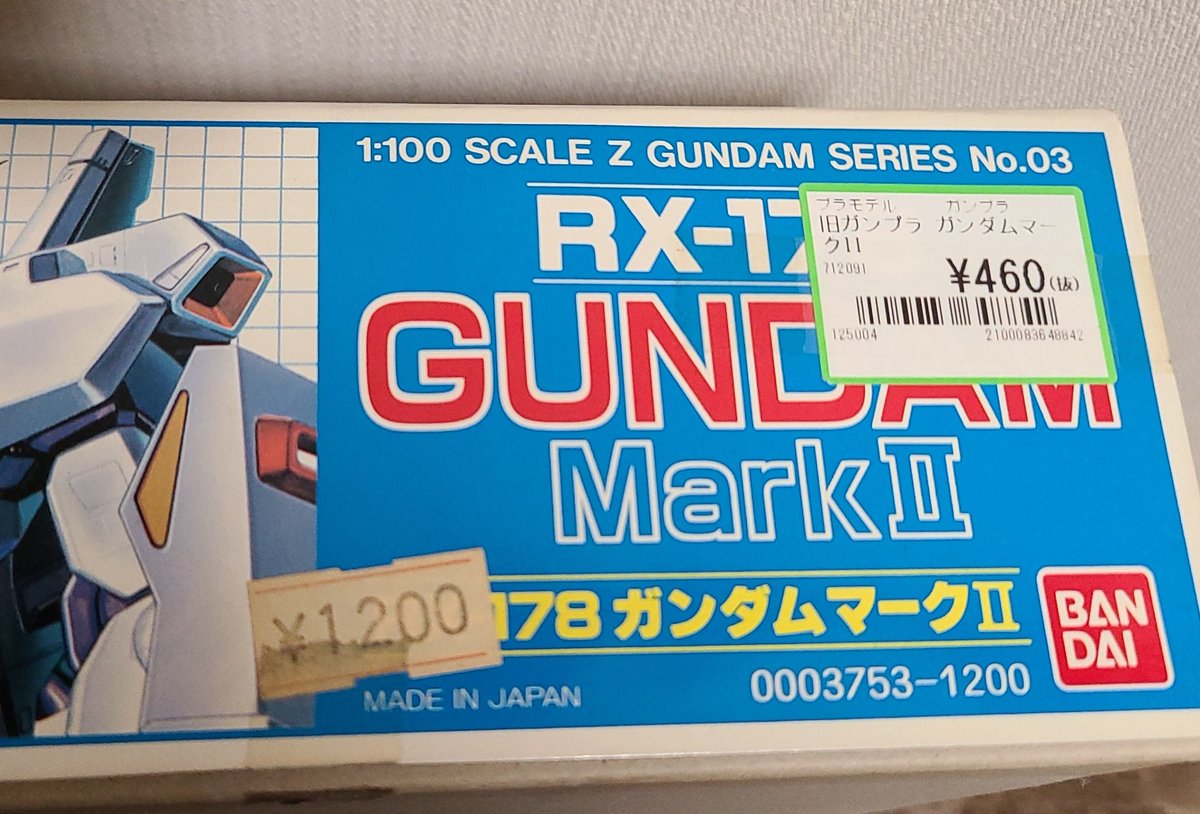 1:100 SCALE Z GUNDAM SERIES No.03
RX-17
プラモデル ガンプラ
旧ガンプラ ガンダムマー
クII
712091
¥460(抜)
125004
2100083648842
GUNDAM
Mark II
¥1,200
178 ガンダムマークII
BAN
DAI
MADE IN JAPAN
0003753-1200